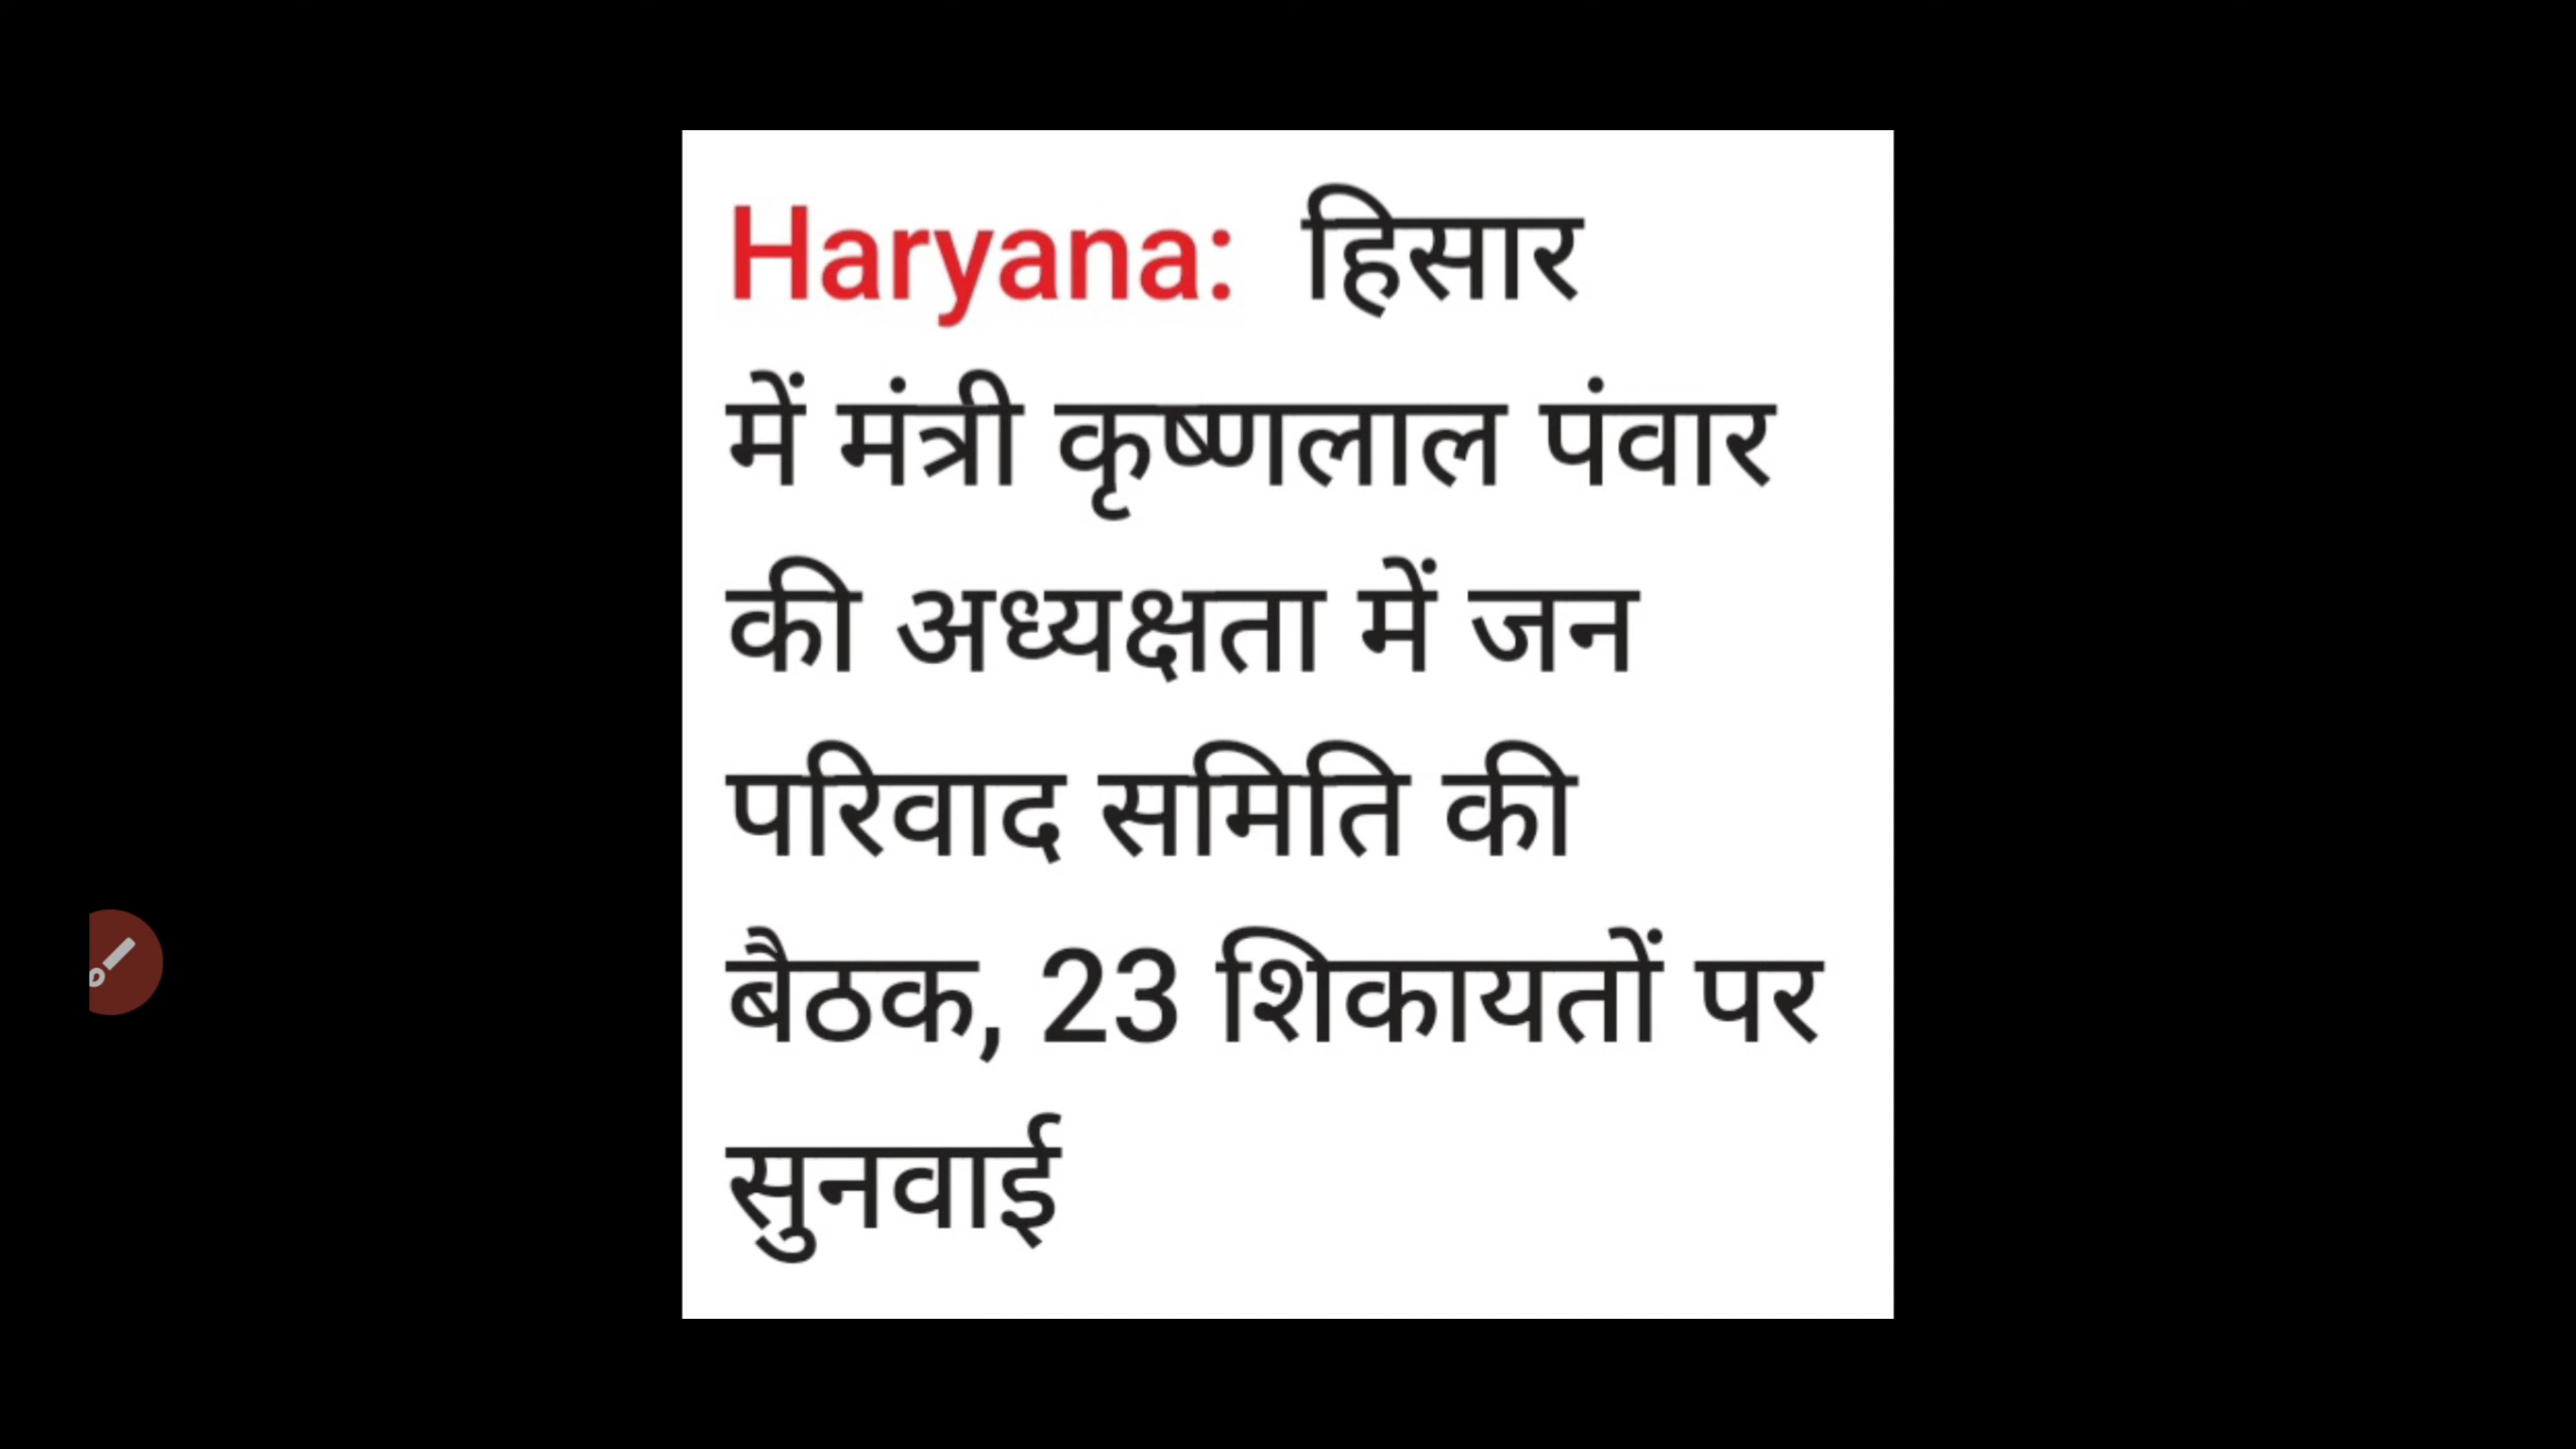 Haryana: हिसार
में मंत्री कृष्णलाल पंवार
की अध्यक्षता में जन
परिवाद समिति की
बैठक, 23 शिकायतों पर
सुनवाई